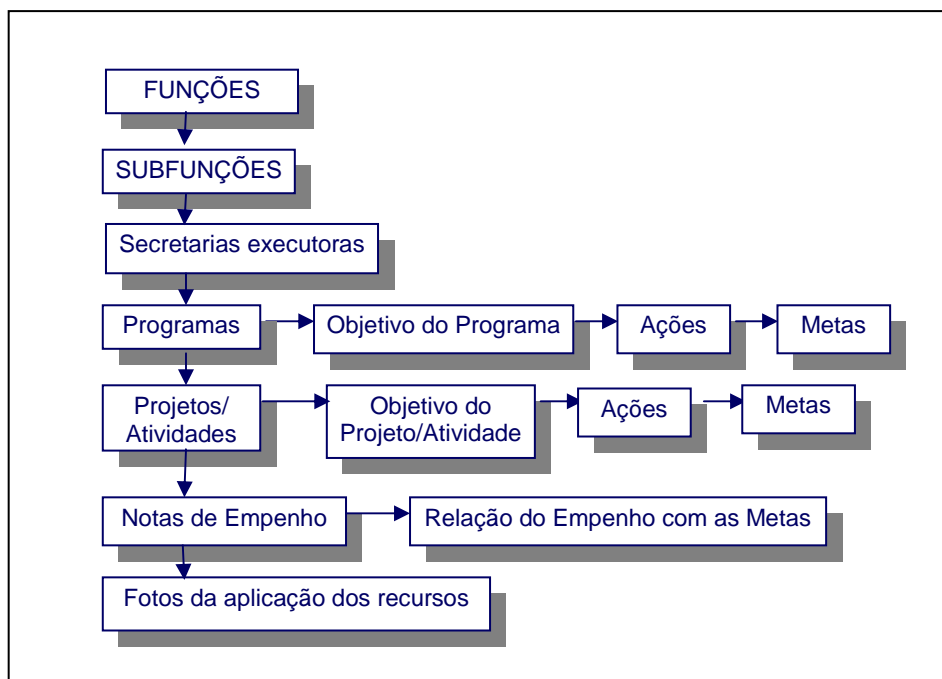 FUNÇÕES
SUBFUNÇÕES
Secretarias executoras
Programas
Objetivo do Programa
Ações
Metas
Projetos/
Atividades
Objetivo do
Projeto/Atividade
Ações
Metas
Notas de Empenho
Relação do Empenho com as Metas
Fotos da aplicação dos recursos